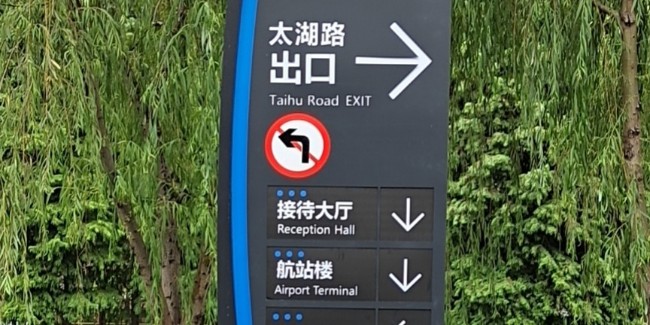 太湖路
出口
Taihu Road EXIT
接待大厅
Reception Hall
航站楼
Airport Terminal